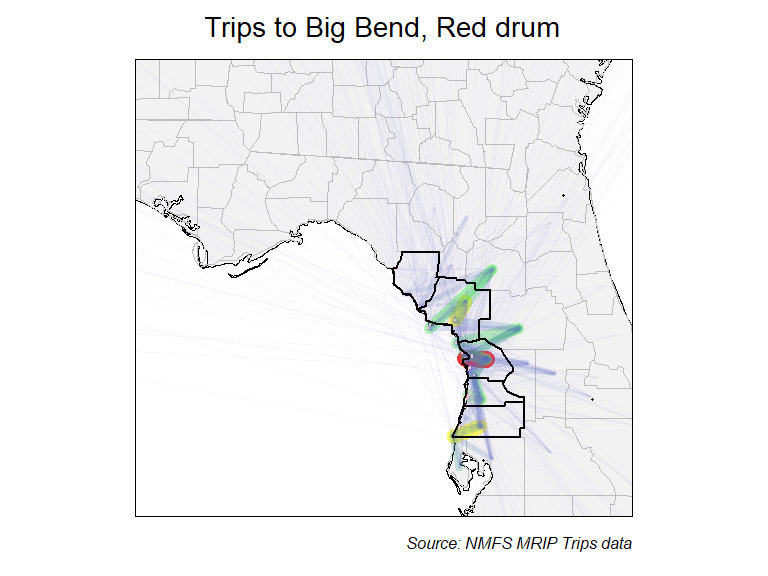 Trips to Big Bend, Red drum
Source: NMFS MRIP Trips data